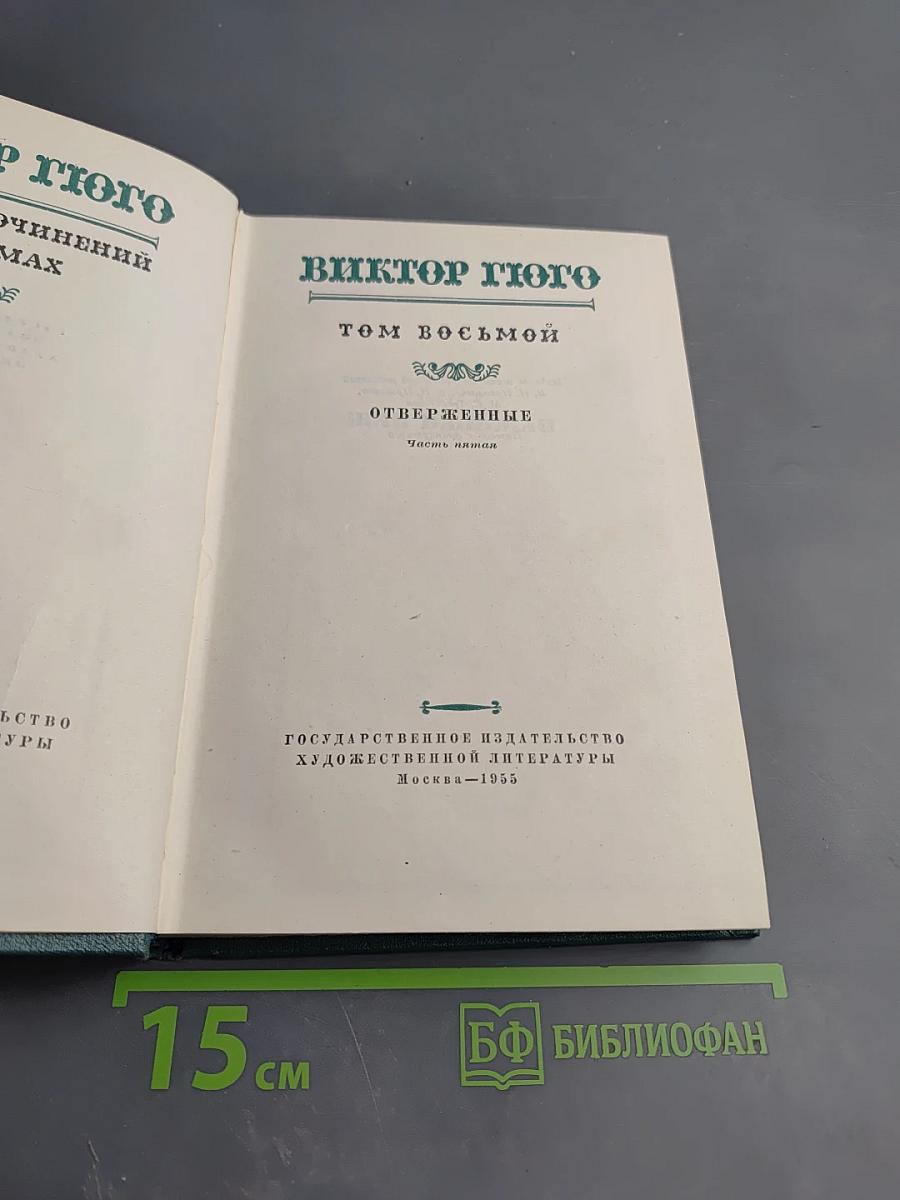 Р ГЮГО
ОЧИНЕНИЙ
МАХ
ЬСТВО
УРЫ
ВИКТОР ГЮГО
ТОМ ВОСЬМОЙ
ОТВЕРЖЕННЫЕ
Часть пятая
ГОСУДАРСТВЕННОЕ ИЗДАТЕЛЬСТВО
ХУДОЖЕСТВЕННОЙ ЛИТЕРАТУРЫ
Москва—1955
15 см
БФ БИБЛИОФАН